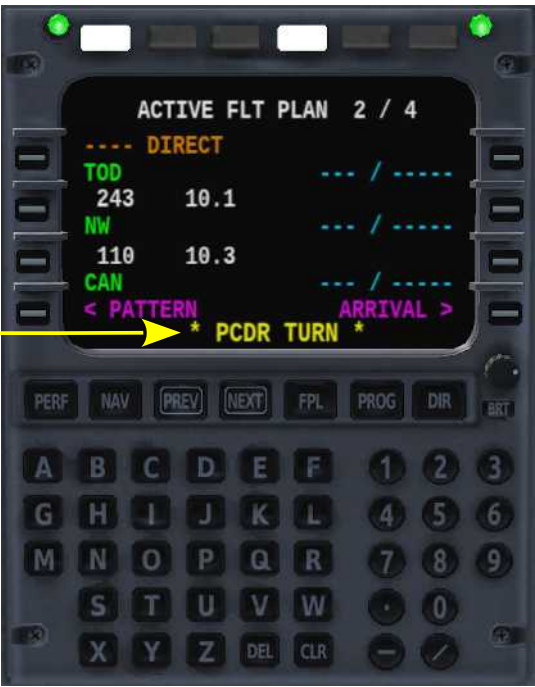 ACTIVE FLT PLAN 2 / 4
---- DIRECT
TOD --- / -----
243 10.1
NW --- / -----
110 10.3
CAN --- / -----
< PATTERN ARRIVAL >
* PCDR TURN *
PERF NAV PREV NEXT FPL PROG DIR BRT
A B C D E F 1 2 3
G H I J K L 4 5 6
M N O P Q R 7 8 9
S T U V W · 0
X Y Z DEL CLR - /